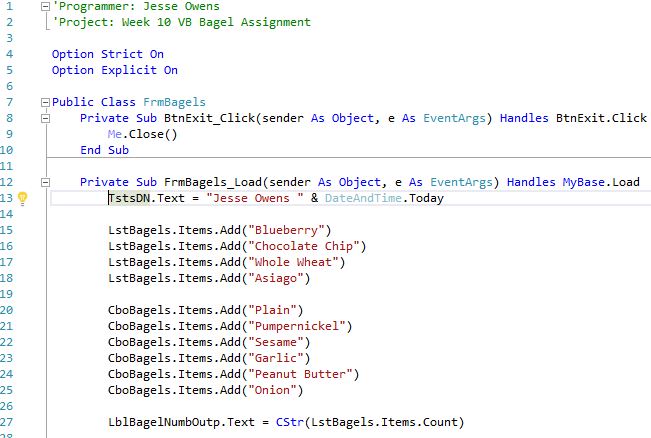 1 'Programmer: Jesse Owens
2 'Project: Week 10 VB Bagel Assignment
3
4 Option Strict On
5 Option Explicit On
6
7 Public Class FrmBagels
8     Private Sub BtnExit_Click(sender As Object, e As EventArgs) Handles BtnExit.Click
9         Me.Close()
10     End Sub
11
12     Private Sub FrmBagels_Load(sender As Object, e As EventArgs) Handles MyBase.Load
13         TstsDN.Text = "Jesse Owens " & DateAndTime.Today
14
15         LstBagels.Items.Add("Blueberry")
16         LstBagels.Items.Add("Chocolate Chip")
17         LstBagels.Items.Add("Whole Wheat")
18         LstBagels.Items.Add("Asiago")
19
20         CboBagels.Items.Add("Plain")
21         CboBagels.Items.Add("Pumpernickel")
22         CboBagels.Items.Add("Sesame")
23         CboBagels.Items.Add("Garlic")
24         CboBagels.Items.Add("Peanut Butter")
25         CboBagels.Items.Add("Onion")
26
27         LblBagelNumbOutp.Text = CStr(LstBagels.Items.Count)
28